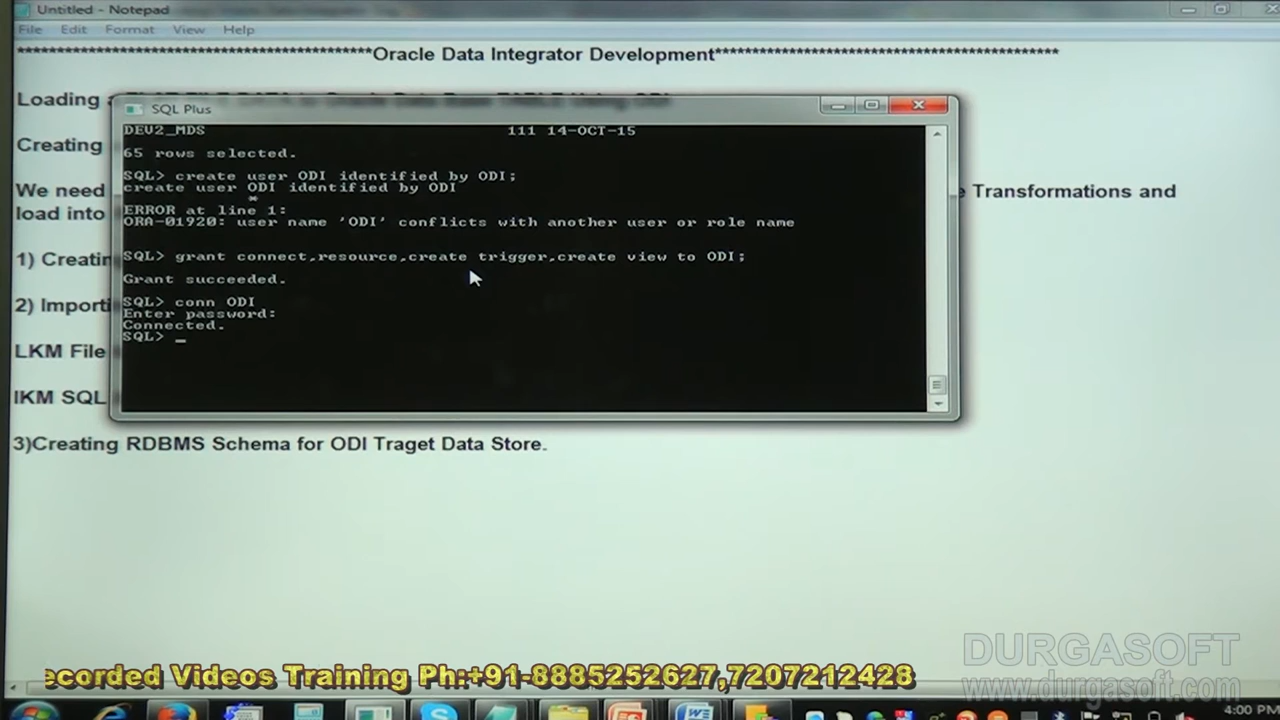 Untitled - Notepad
File Edit Format View Help
********************************************Oracle Data Integrator Development******************************************
Loading
SQL Plus
DEV2_MDS 111 14-OCT-15
Creating
65 rows selected.
SQL> create user ODI identified by ODI;
create user ODI identified by ODI
*
We need
Transformations and
load into
ERROR at line 1:
ORA-01920: user name 'ODI' conflicts with another user or role name
1) Creatin
SQL> grant connect,resource,create trigger,create view to ODI;
Grant succeeded.
2) Importi
SQL> conn ODI
Enter password:
Connected.
SQL> _
LKM File
IKM SQL
3)Creating RDBMS Schema for ODI Traget Data Store.
DURGASOFT
www.durgasoft.com
ecorded Videos Training Ph:+91-8885252627,7207212428
4:00 PM